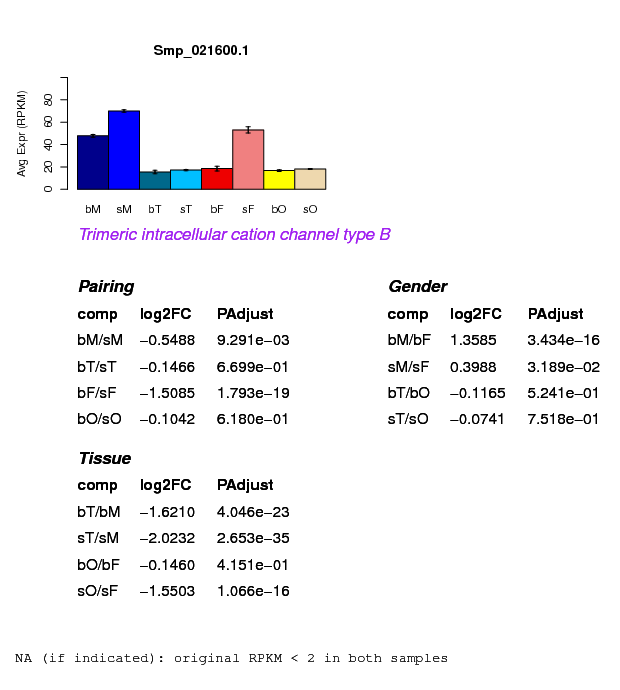 Smp_021600.1
Avg Expr (RPKM)
0 20 40 60 80
bM sM bT sT bF sF bO sO
Trimeric intracellular cation channel type B
Pairing
comp log2FC PAdjust
bM/sM −0.5488 9.291e−03
bT/sT −0.1466 6.699e−01
bF/sF −1.5085 1.793e−19
bO/sO −0.1042 6.180e−01
Gender
comp log2FC PAdjust
bM/bF 1.3585 3.434e−16
sM/sF 0.3988 3.189e−02
bT/bO −0.1165 5.241e−01
sT/sO −0.0741 7.518e−01
Tissue
comp log2FC PAdjust
bT/bM −1.6210 4.046e−23
sT/sM −2.0232 2.653e−35
bO/bF −0.1460 4.151e−01
sO/sF −1.5503 1.066e−16
NA (if indicated): original RPKM < 2 in both samples